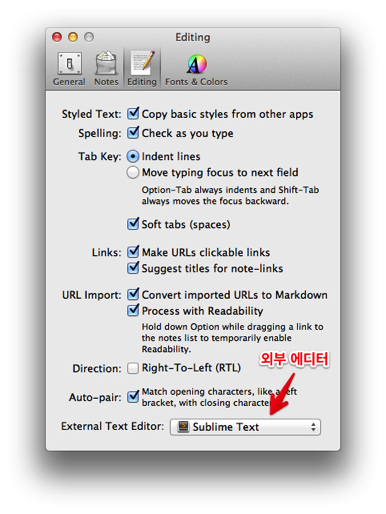 Editing
General Notes Editing Fonts & Colors
Styled Text: Copy basic styles from other apps
Spelling: Check as you type
Tab Key: Indent lines
Move typing focus to next field
Option-Tab always indents and Shift-Tab
always moves the focus backward.
Soft tabs (spaces)
Links: Make URLs clickable links
Suggest titles for note-links
URL Import: Convert imported URLs to Markdown
Process with Readability
Hold down Option while dragging a link to
the notes list to temporarily enable
Readability.
외부 에디터
Direction: Right-To-Left (RTL)
Auto-pair: Match opening characters, like a left
bracket, with closing characte
External Text Editor: Sublime Text